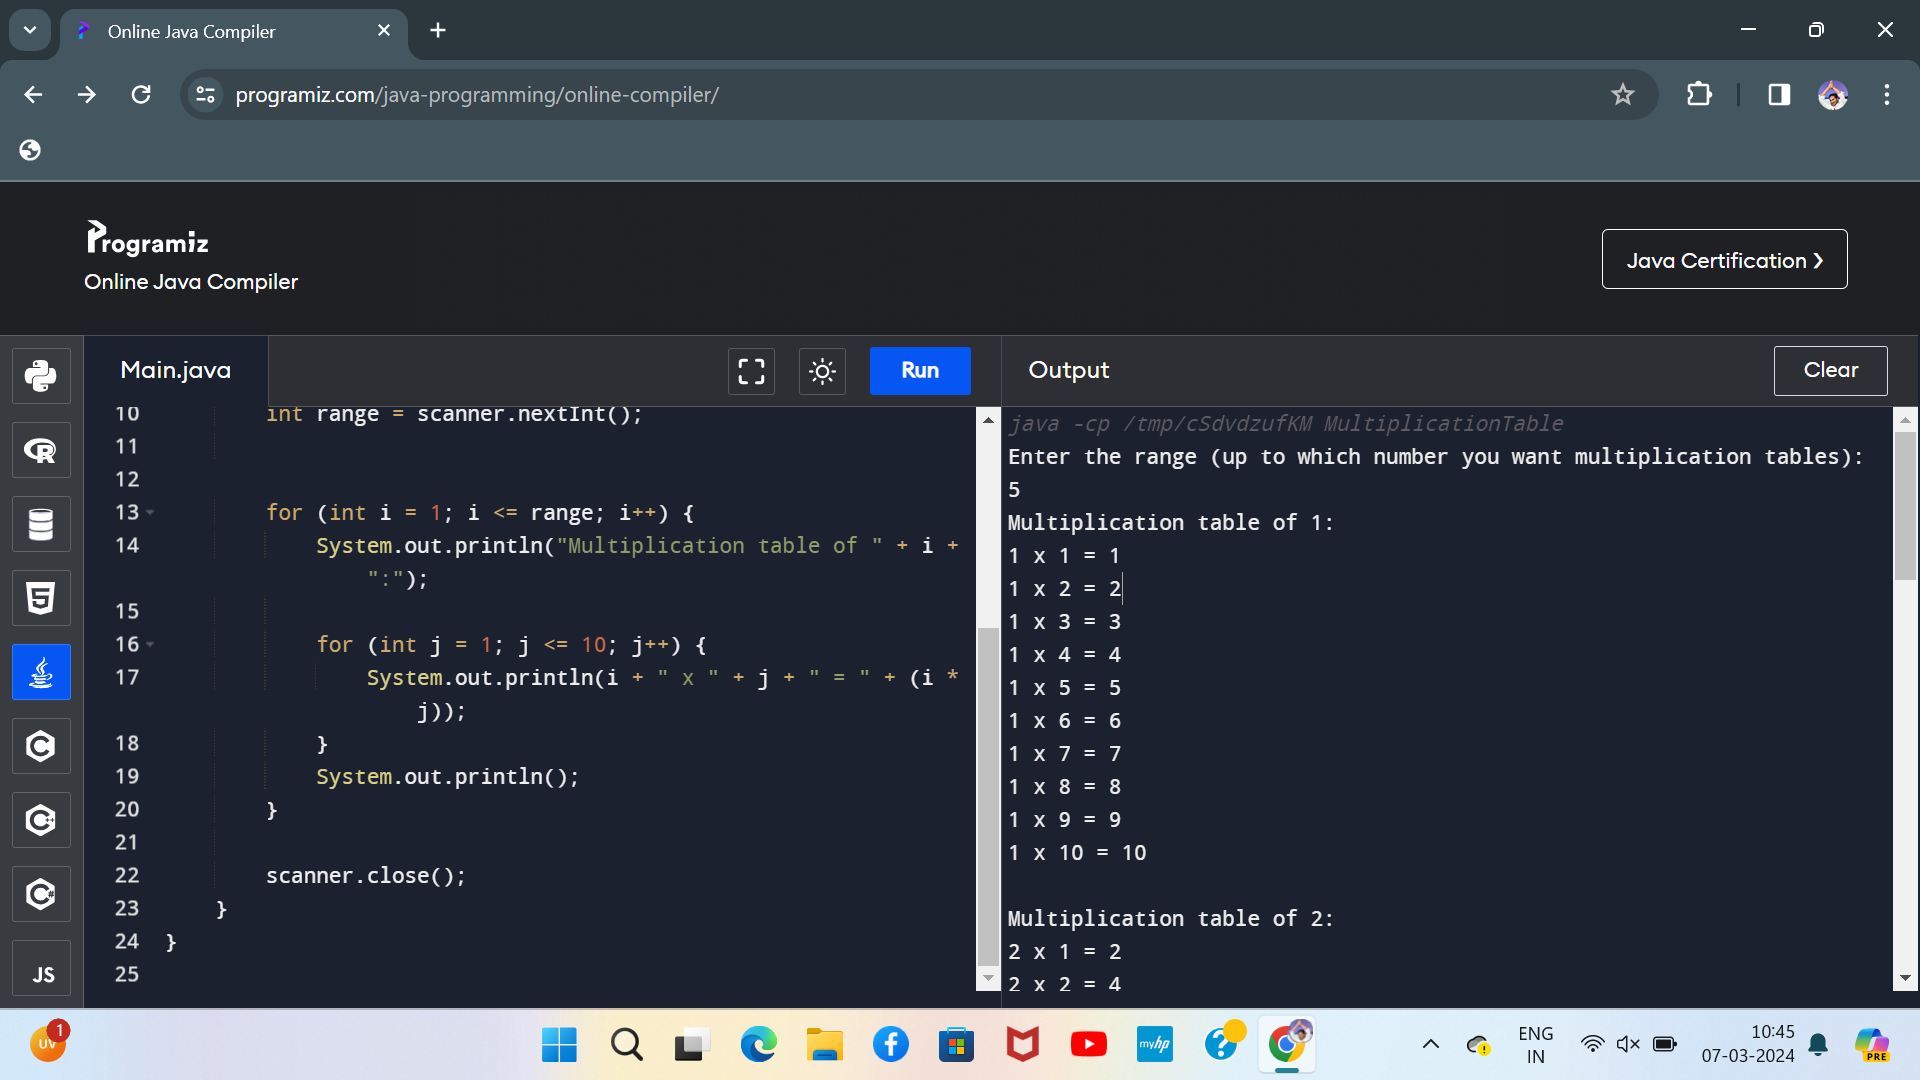 Online Java Compiler
programiz.com/java-programming/online-compiler/
Programiz
Online Java Compiler
Java Certification
Main.java
Run
Output
Clear
10 int range = scanner.nextInt();
11
12
13 for (int i = 1; i <= range; i++) {
14 System.out.println("Multiplication table of " + i +
":");
15
16 for (int j = 1; j <= 10; j++) {
17 System.out.println(i + " x " + j + " = " + (i *
j));
18 }
19 System.out.println();
20 }
21
22 scanner.close();
23 }
24 }
25
java -cp /tmp/cSdvdzufKM MultiplicationTable
Enter the range (up to which number you want multiplication tables):
5
Multiplication table of 1:
1 x 1 = 1
1 x 2 = 2
1 x 3 = 3
1 x 4 = 4
1 x 5 = 5
1 x 6 = 6
1 x 7 = 7
1 x 8 = 8
1 x 9 = 9
1 x 10 = 10
Multiplication table of 2:
2 x 1 = 2
2 x 2 = 4
R
5
C
C++
C#
JS
UV
1
myhp
?
ENG
IN
10:45
07-03-2024
PRE